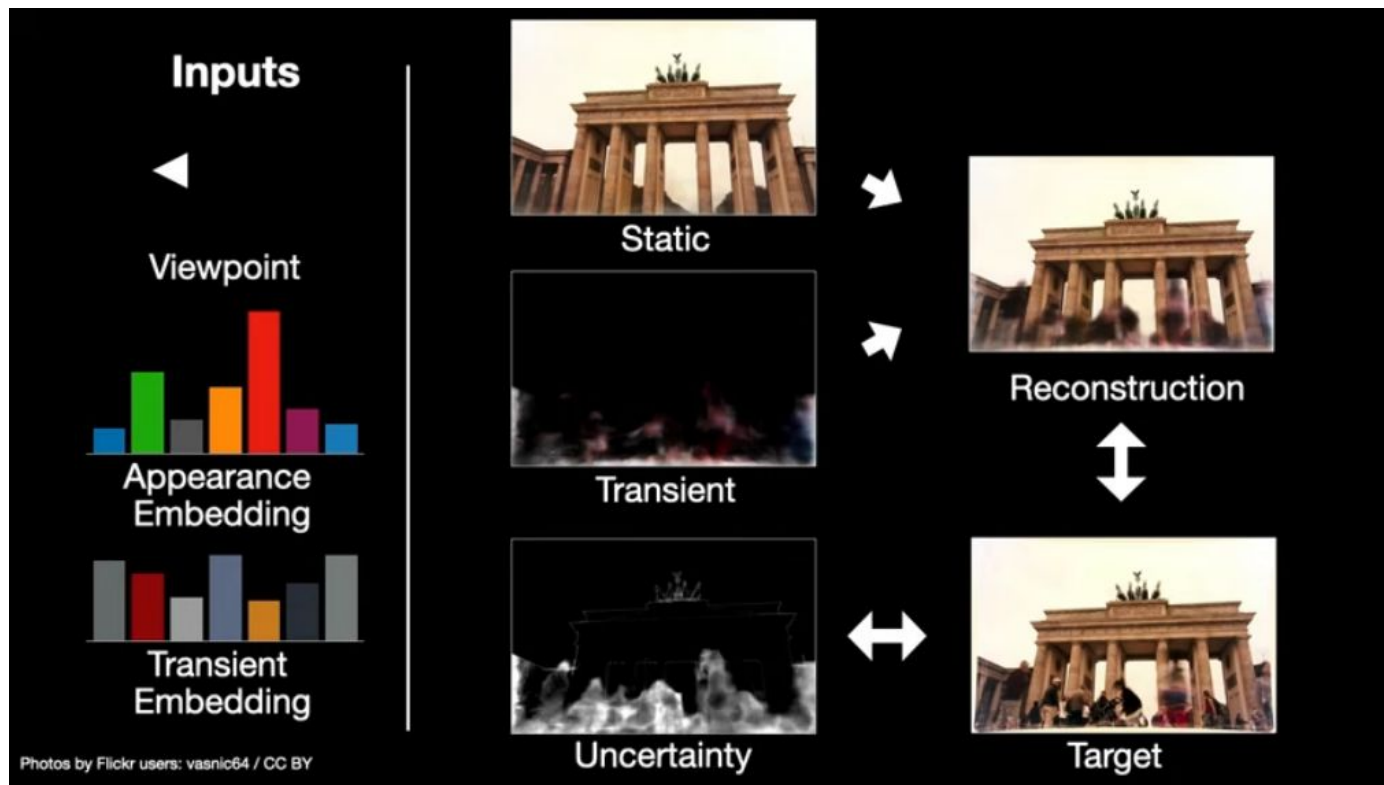 Inputs
Viewpoint
Appearance
Embedding
Transient
Embedding
Photos by Flickr users: vasnic64 / CC BY
Static
Transient
Uncertainty
Reconstruction
Target